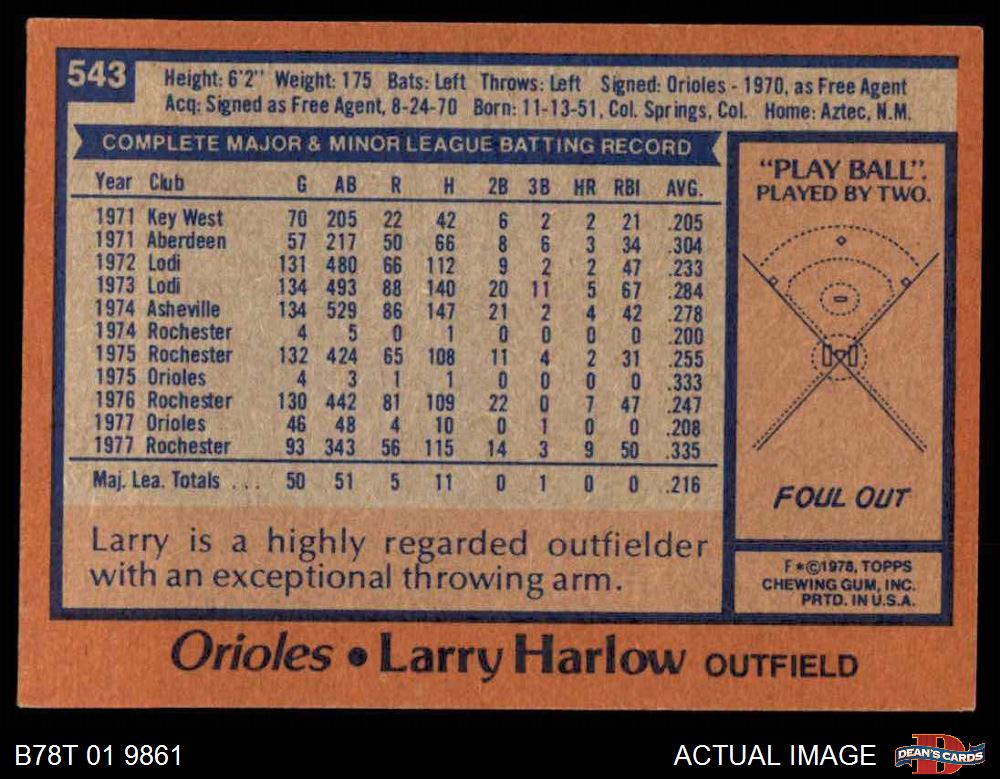 543
Height: 6'2" Weight: 175 Bats: Left Throws: Left Signed: Orioles - 1970, as Free Agent
Acq: Signed as Free Agent, 8-24-70 Born: 11-13-51, Col. Springs, Col. Home: Aztec, N.M.
COMPLETE MAJOR & MINOR LEAGUE BATTING RECORD
Year Club G AB R H 2B 3B HR RBI AVG.
1971 Key West 70 205 22 42 6 2 2 21 .205
1971 Aberdeen 57 217 50 66 8 6 3 34 .304
1972 Lodi 131 480 66 112 9 2 2 47 .233
1973 Lodi 134 493 88 140 20 11 5 67 .284
1974 Asheville 134 529 86 147 21 2 4 42 .278
1974 Rochester 4 5 0 1 0 0 0 0 .200
1975 Rochester 132 424 65 108 11 4 2 31 .255
1975 Orioles 4 3 1 1 0 0 0 0 .333
1976 Rochester 130 442 81 109 22 0 7 47 .247
1977 Orioles 46 48 4 10 0 1 0 0 .208
1977 Rochester 93 343 56 115 14 3 9 50 .335
Maj. Lea. Totals ... 50 51 5 11 0 1 0 0 .216
Larry is a highly regarded outfielder
with an exceptional throwing arm.
"PLAY BALL".
PLAYED BY TWO.
FOUL OUT
F*©1978, TOPPS
CHEWING GUM, INC.
PRTD. IN U.S.A.
Orioles • Larry Harlow OUTFIELD
B78T 01 9861
ACTUAL IMAGE
DEAN'S CARDS